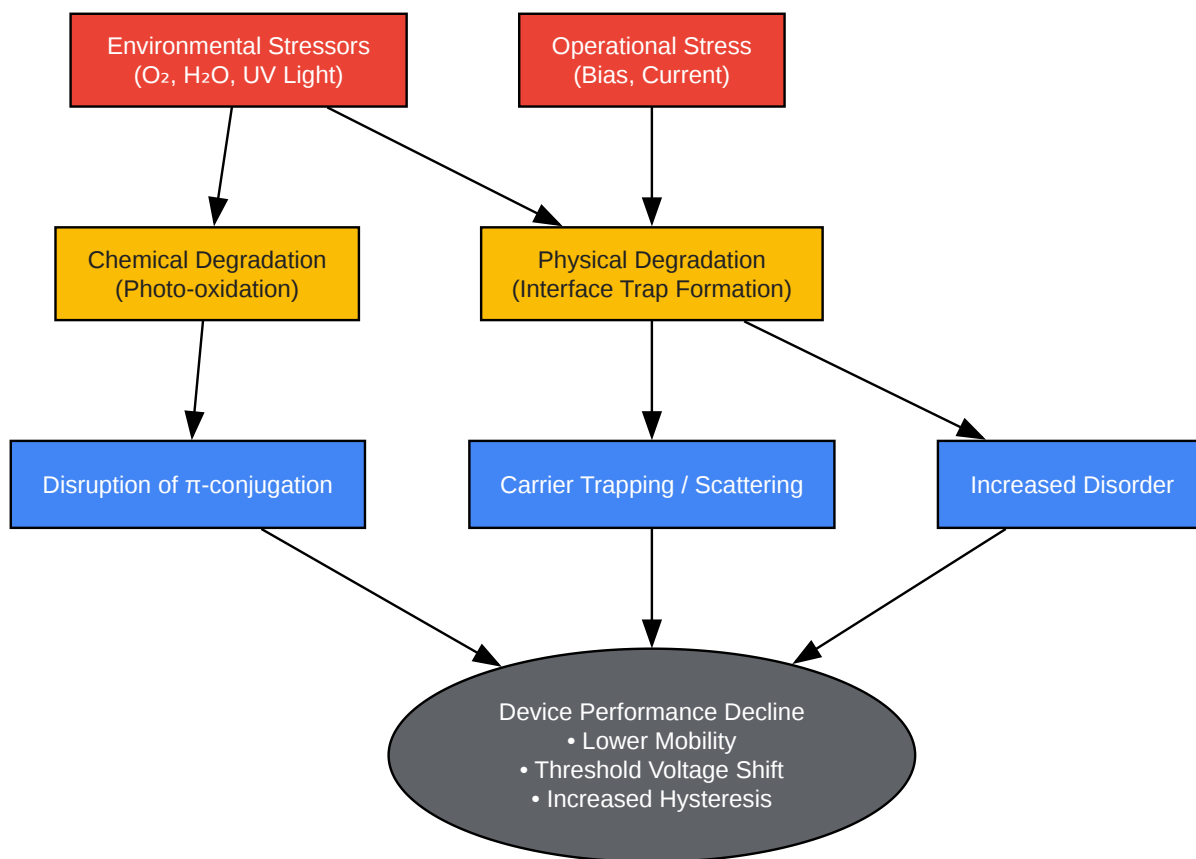 Environmental Stressors
(O₂, H₂O, UV Light)
Operational Stress
(Bias, Current)
Chemical Degradation
(Photo-oxidation)
Physical Degradation
(Interface Trap Formation)
Disruption of π-conjugation
Carrier Trapping / Scattering
Increased Disorder
Device Performance Decline
• Lower Mobility
• Threshold Voltage Shift
• Increased Hysteresis